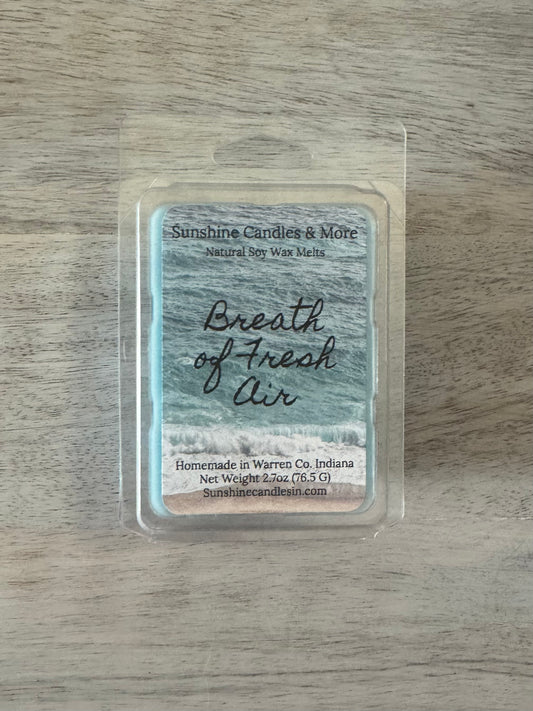 Sunshine Candles & More
Natural Soy Wax Melts
Breath
of Fresh
Air
Homemade in Warren Co. Indiana
Net Weight 2.7oz (76.5 G)
Sunshinecandlesin.com